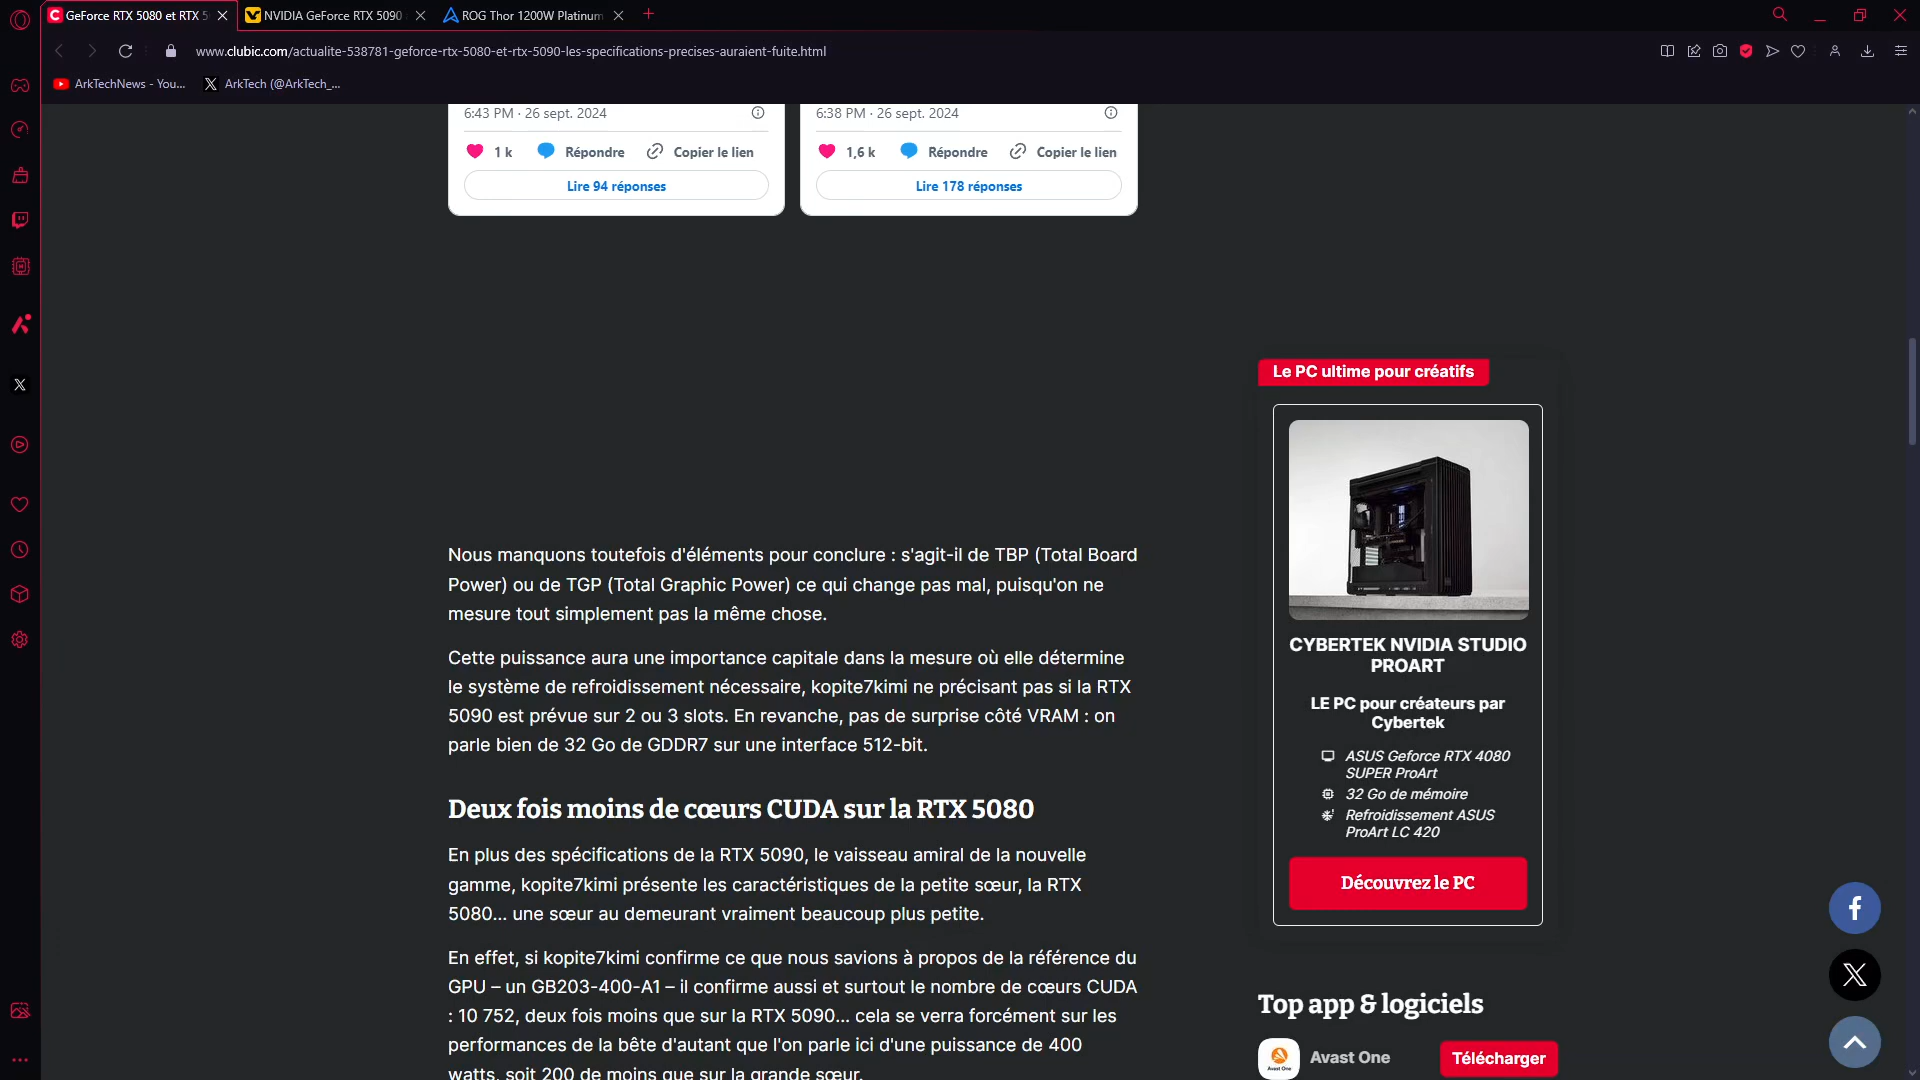 GeForce RTX 5080 et RTX 5
NVIDIA GeForce RTX 5090
ROG Thor 1200W Platinum
www.clubic.com/actualite-538781-geforce-rtx-5080-et-rtx-5090-les-specifications-precises-auraient-fuite.html
ArkTechNews - You...
ArkTech (@ArkTech_...
6:43 PM · 26 sept. 2024
1 k Répondre Copier le lien
Lire 94 réponses
6:38 PM · 26 sept. 2024
1,6 k Répondre Copier le lien
Lire 178 réponses
Nous manquons toutefois d'éléments pour conclure : s'agit-il de TBP (Total Board
Power) ou de TGP (Total Graphic Power) ce qui change pas mal, puisqu'on ne
mesure tout simplement pas la même chose.
Cette puissance aura une importance capitale dans la mesure où elle détermine
le système de refroidissement nécessaire, kopite7kimi ne précisant pas si la RTX
5090 est prévue sur 2 ou 3 slots. En revanche, pas de surprise côté VRAM : on
parle bien de 32 Go de GDDR7 sur une interface 512-bit.
Deux fois moins de cœurs CUDA sur la RTX 5080
En plus des spécifications de la RTX 5090, le vaisseau amiral de la nouvelle
gamme, kopite7kimi présente les caractéristiques de la petite sœur, la RTX
5080... une sœur au demeurant vraiment beaucoup plus petite.
En effet, si kopite7kimi confirme ce que nous savions à propos de la référence du
GPU – un GB203-400-A1 – il confirme aussi et surtout le nombre de cœurs CUDA
: 10 752, deux fois moins que sur la RTX 5090... cela se verra forcément sur les
performances de la bête d'autant que l'on parle ici d'une puissance de 400
watts, soit 200 de moins que sur la grande sœur.
Le PC ultime pour créatifs
CYBERTEK NVIDIA STUDIO
PROART
LE PC pour créateurs par
Cybertek
ASUS Geforce RTX 4080
SUPER ProArt
32 Go de mémoire
Refroidissement ASUS
ProArt LC 420
Découvrez le PC
Top app & logiciels
Avast One
Avast One
Télécharger